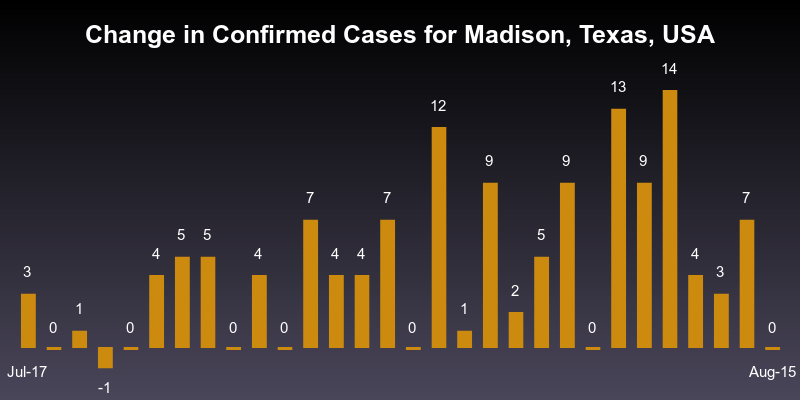 Change in Confirmed Cases for Madison, Texas, USA
3 0 1 -1 0 4 5 5 0 4 0 7 4 4 7 0 12 1 9 2 5 9 0 13 9 14 4 3 7 0
Jul-17 Aug-15